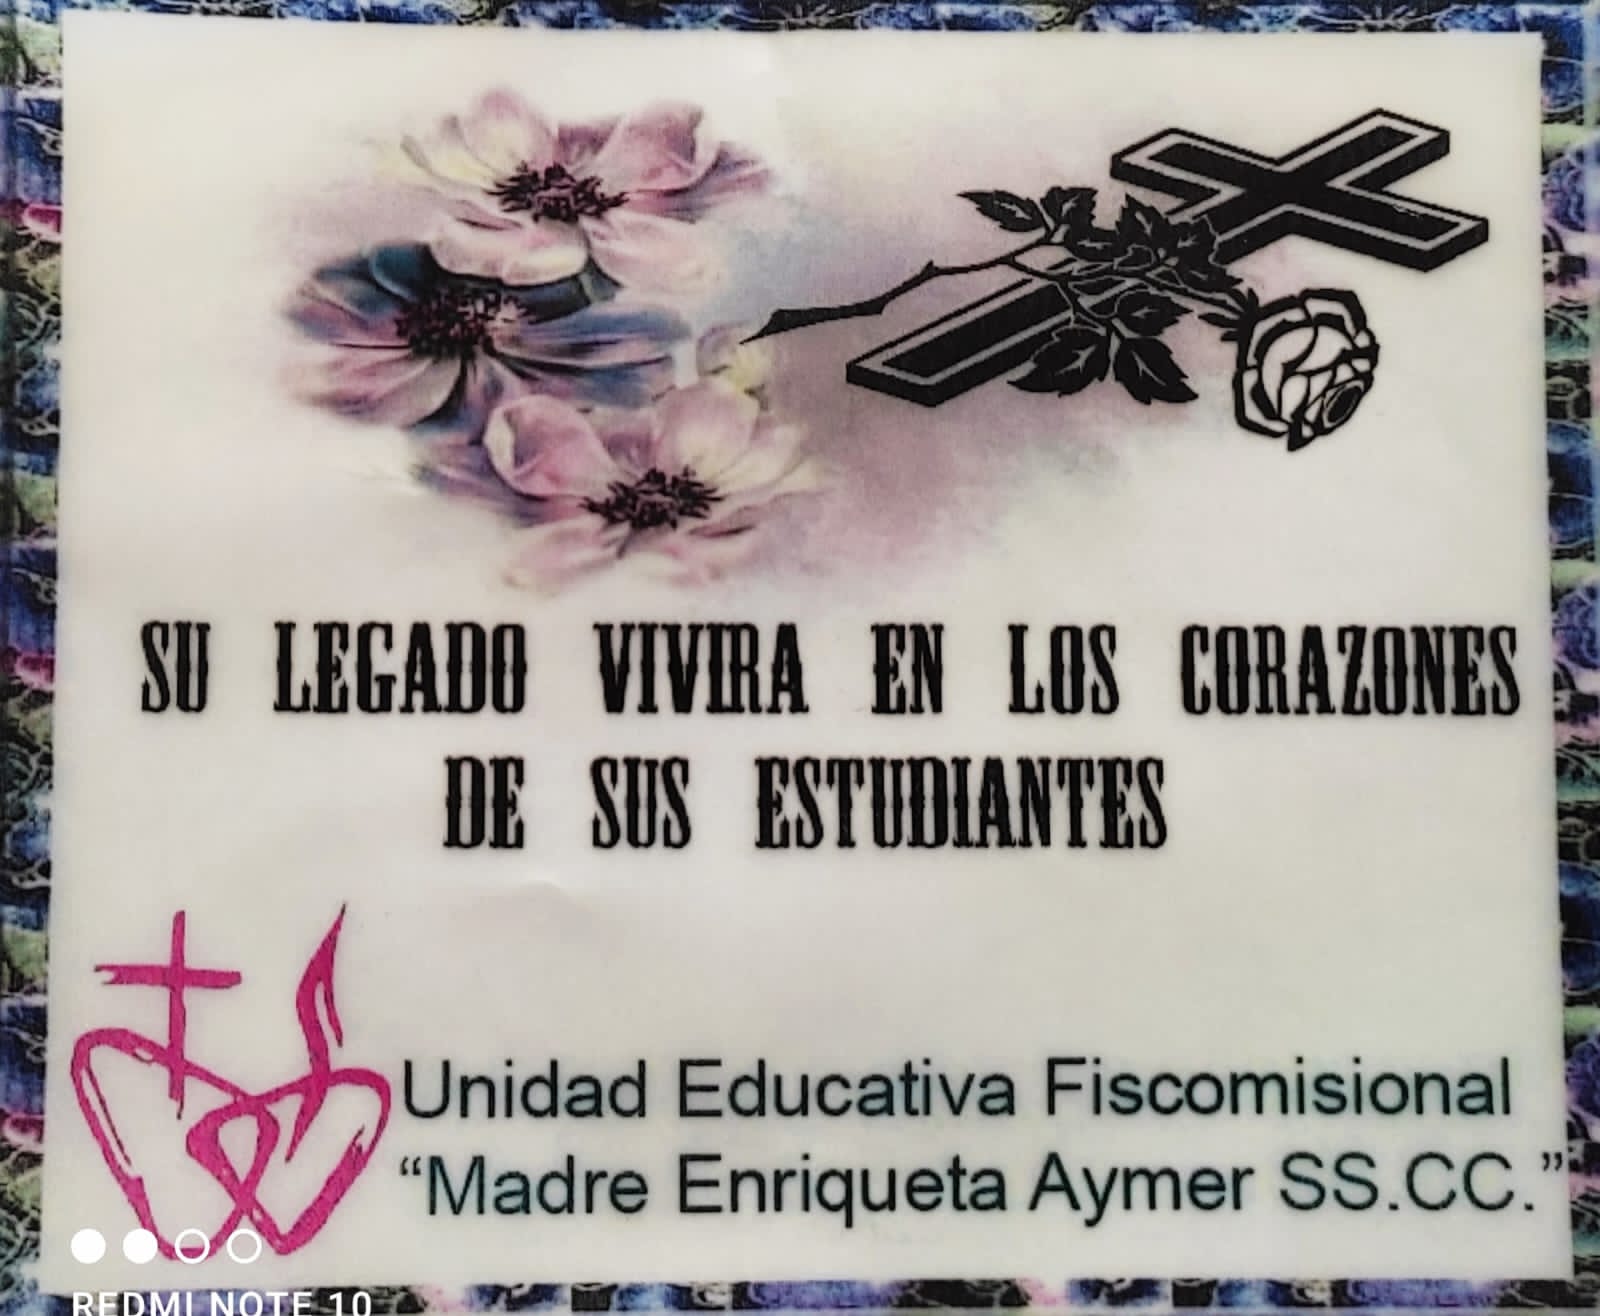 SU LEGADO VIVIRA EN LOS CORAZONES
DE SUS ESTUDIANTES
Unidad Educativa Fiscomisional
“Madre Enriqueta Aymer SS.CC.”
REDMI NOTE 10